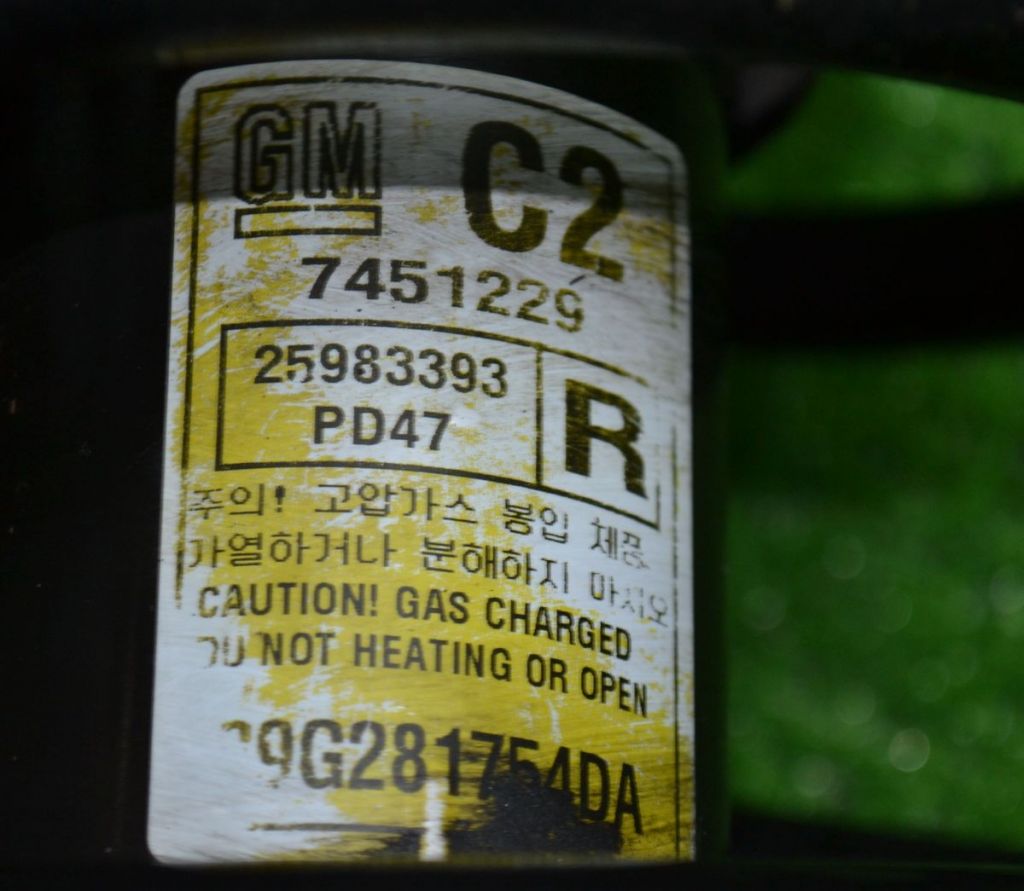 GM C2
7451229
25983393
PD47 R
주의! 고압가스 봉입 제품
가열하거나 분해하지 마시오
CAUTION! GAS CHARGED
NOT HEATING OR OPEN